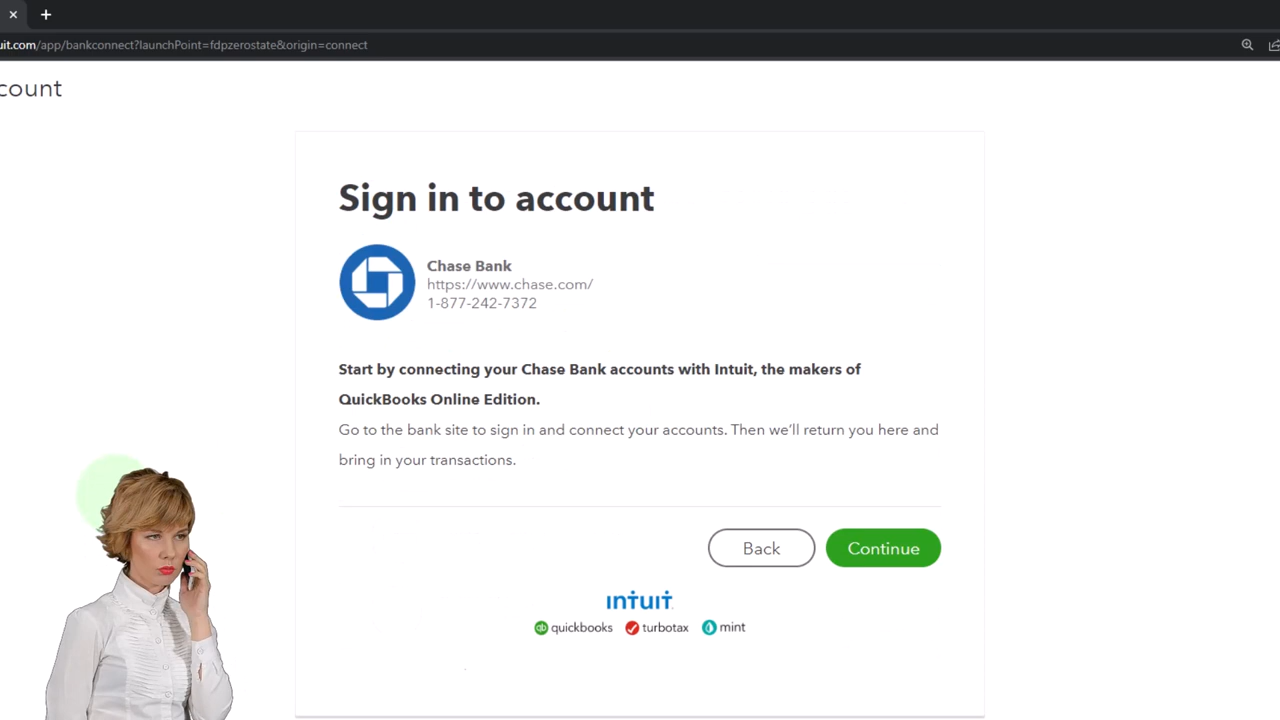 uit.com/app/bankconnect?launchPoint=fdpzerostate&origin=connect
count
Sign in to account
Chase Bank
https://www.chase.com/
1-877-242-7372
Start by connecting your Chase Bank accounts with Intuit, the makers of
QuickBooks Online Edition.
Go to the bank site to sign in and connect your accounts. Then we'll return you here and
bring in your transactions.
Back
Continue
INTUIT
qb quickbooks turbotax mint